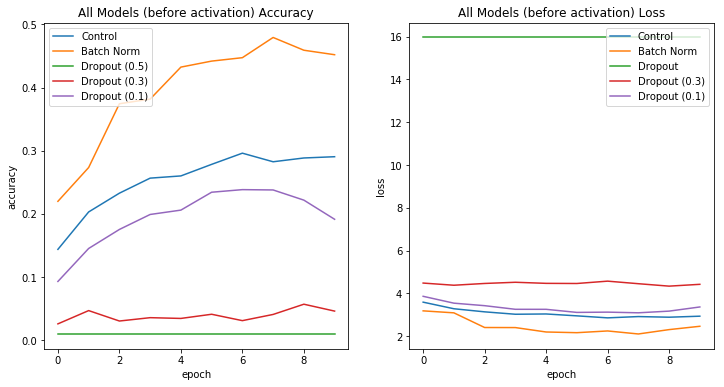 All Models (before activation) Accuracy
0.5
0.4
0.3
0.2
0.1
0.0
accuracy
Control
Batch Norm
Dropout (0.5)
Dropout (0.3)
Dropout (0.1)
0 2 4 6 8
epoch
All Models (before activation) Loss
16
14
12
10
8
6
4
2
loss
Control
Batch Norm
Dropout
Dropout (0.3)
Dropout (0.1)
0 2 4 6 8
epoch